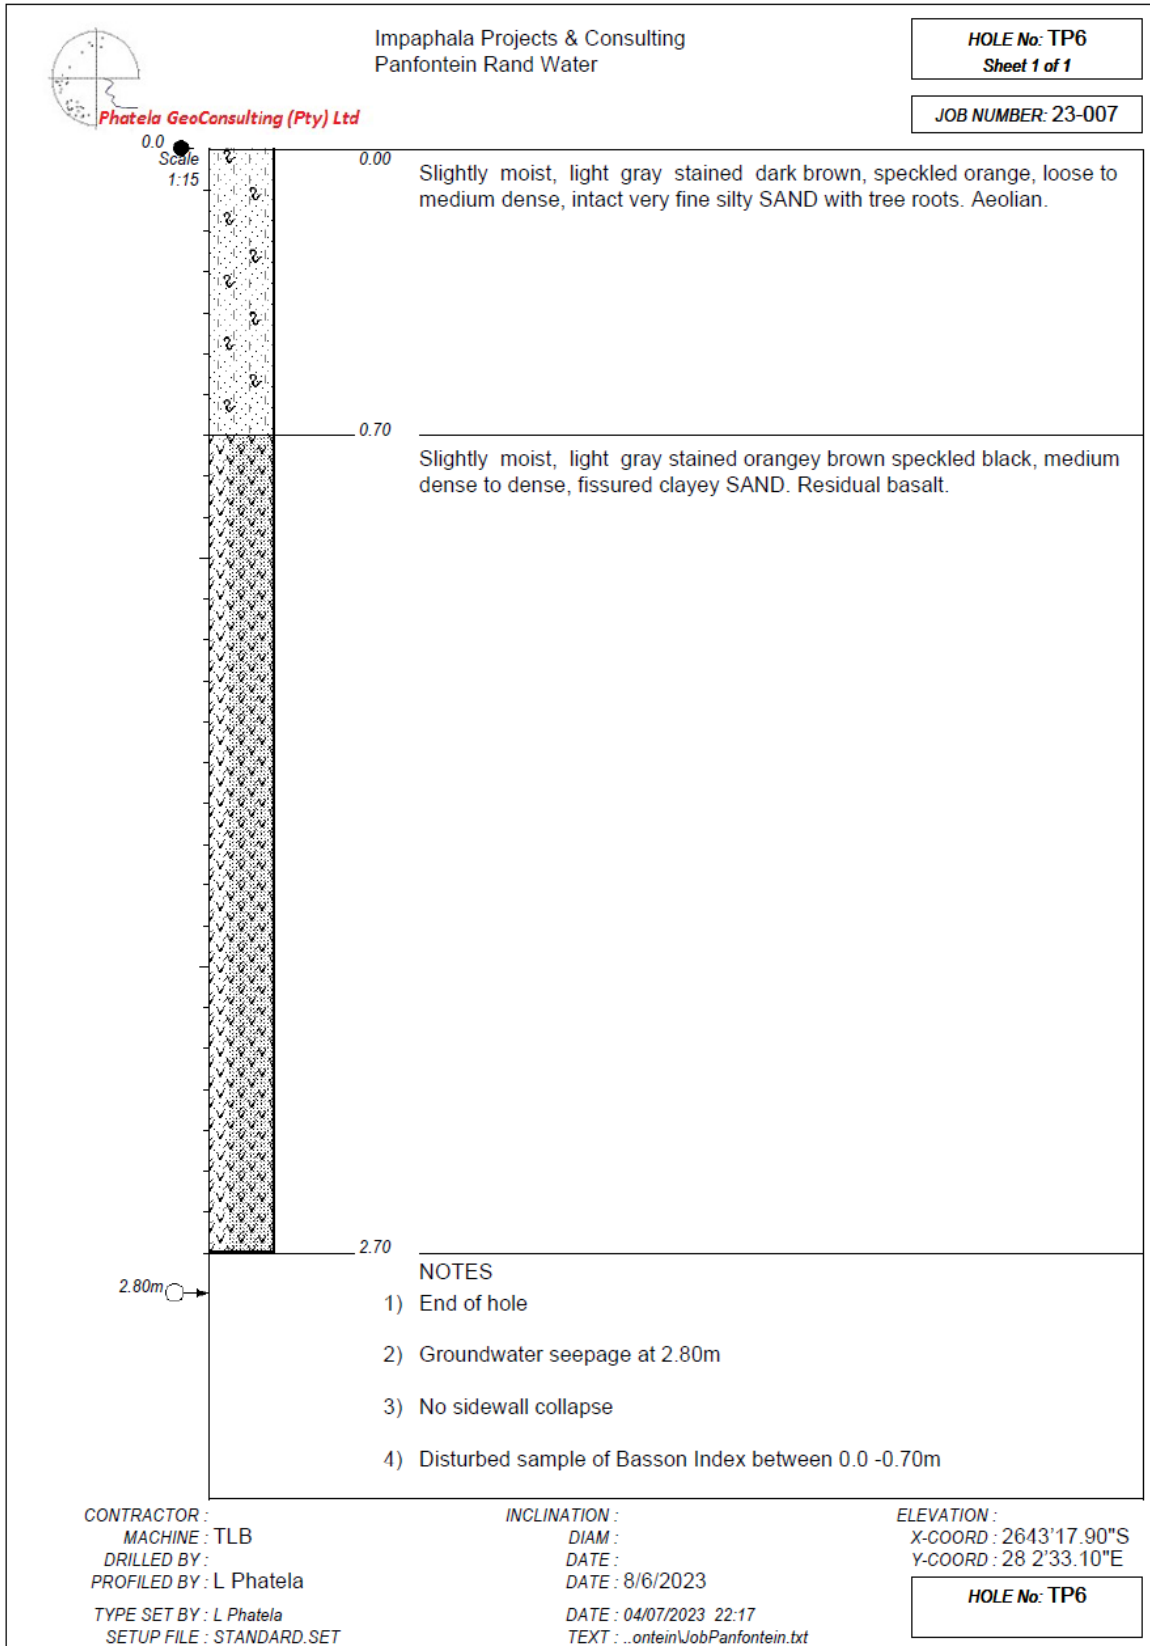 Impaphala Projects & Consulting
Panfontein Rand Water
HOLE No: TP6
Sheet 1 of 1
JOB NUMBER: 23-007
Phatela GeoConsulting (Pty) Ltd
0.0
Scale
1:15
0.00
Slightly moist, light gray stained dark brown, speckled orange, loose to
medium dense, intact very fine silty SAND with tree roots. Aeolian.
0.70
Slightly moist, light gray stained orangey brown speckled black, medium
dense to dense, fissured clayey SAND. Residual basalt.
2.70
2.80m
NOTES
1) End of hole
2) Groundwater seepage at 2.80m
3) No sidewall collapse
4) Disturbed sample of Basson Index between 0.0 -0.70m
CONTRACTOR :
MACHINE : TLB
DRILLED BY :
PROFILED BY : L Phatela
TYPE SET BY : L Phatela
SETUP FILE : STANDARD.SET
INCLINATION :
DIAM :
DATE :
DATE : 8/6/2023
DATE : 04/07/2023 22:17
TEXT : ..ontein\JobPanfontein.txt
ELEVATION :
X-COORD : 2643'17.90"S
Y-COORD : 28 2'33.10"E
HOLE No: TP6